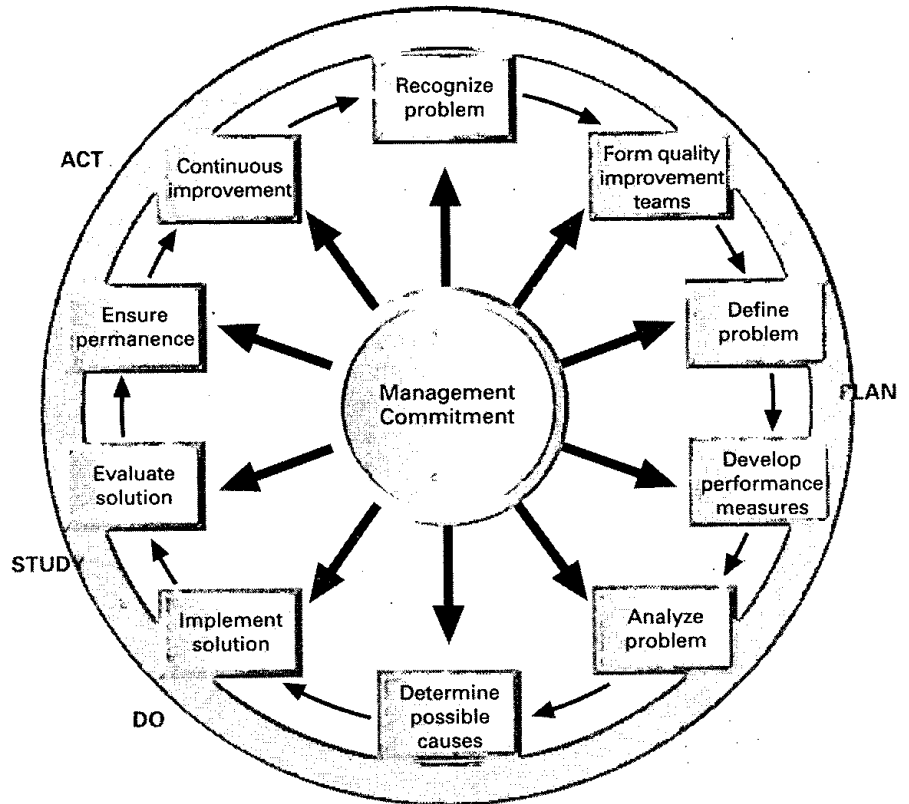 Recognize
problem
Form quality
improvement
teams
Define
problem
Develop
performance
measures
Analyze
problem
Determine
possible
causes
Implement
solution
Evaluate
solution
Ensure
permanence
Continuous
improvement
Management
Commitment
ACT
PLAN
STUDY
DO